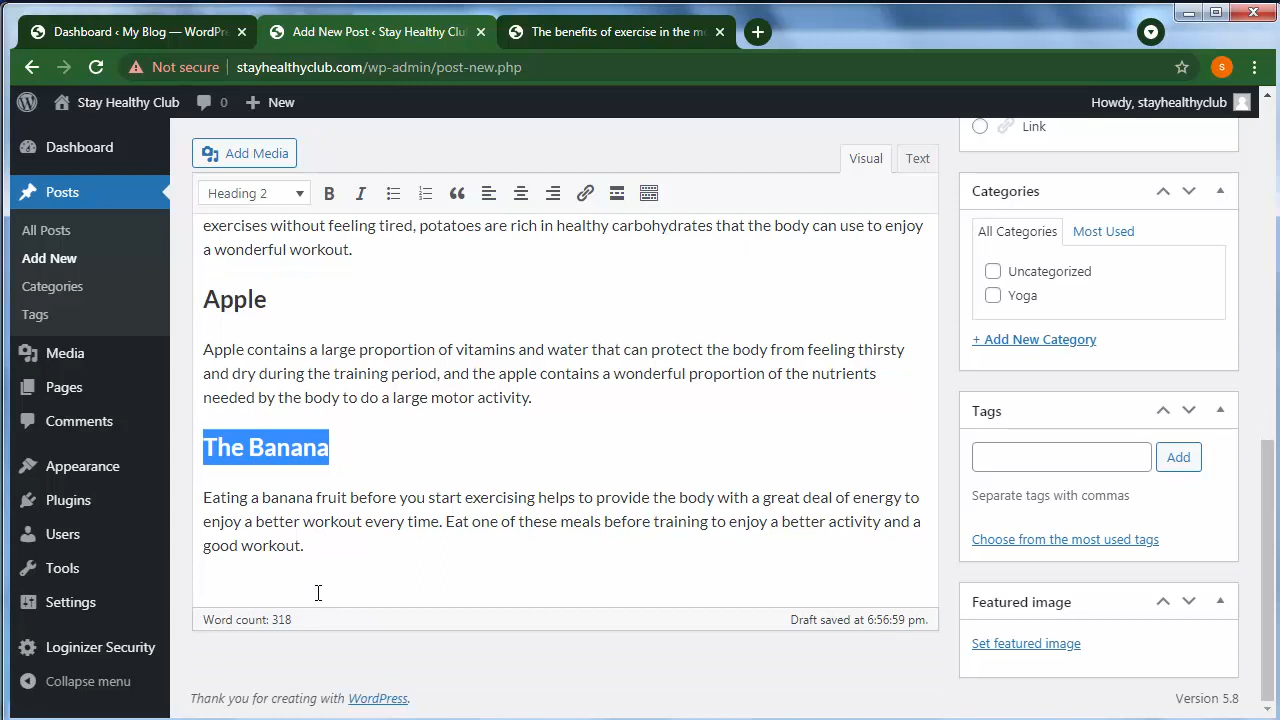 Dashboard ‹ My Blog — WordPr
Add New Post ‹ Stay Healthy Clu
The benefits of exercise in the m
Not secure
stayhealthyclub.com/wp-admin/post-new.php
s
Stay Healthy Club
0
New
Howdy, stayhealthyclub
Dashboard
Posts
All Posts
Add New
Categories
Tags
Media
Pages
Comments
Appearance
Plugins
Users
Tools
Settings
Loginizer Security
Collapse menu
Add Media
Visual
Text
Heading 2
B
I
exercises without feeling tired, potatoes are rich in healthy carbohydrates that the body can use to enjoy
a wonderful workout.
Apple
Apple contains a large proportion of vitamins and water that can protect the body from feeling thirsty
and dry during the training period, and the apple contains a wonderful proportion of the nutrients
needed by the body to do a large motor activity.
The Banana
Eating a banana fruit before you start exercising helps to provide the body with a great deal of energy to
enjoy a better workout every time. Eat one of these meals before training to enjoy a better activity and a
good workout.
Word count: 318
Draft saved at 6:56:59 pm.
Thank you for creating with WordPress.
Version 5.8
Link
Categories
All Categories
Most Used
Uncategorized
Yoga
+ Add New Category
Tags
Add
Separate tags with commas
Choose from the most used tags
Featured image
Set featured image